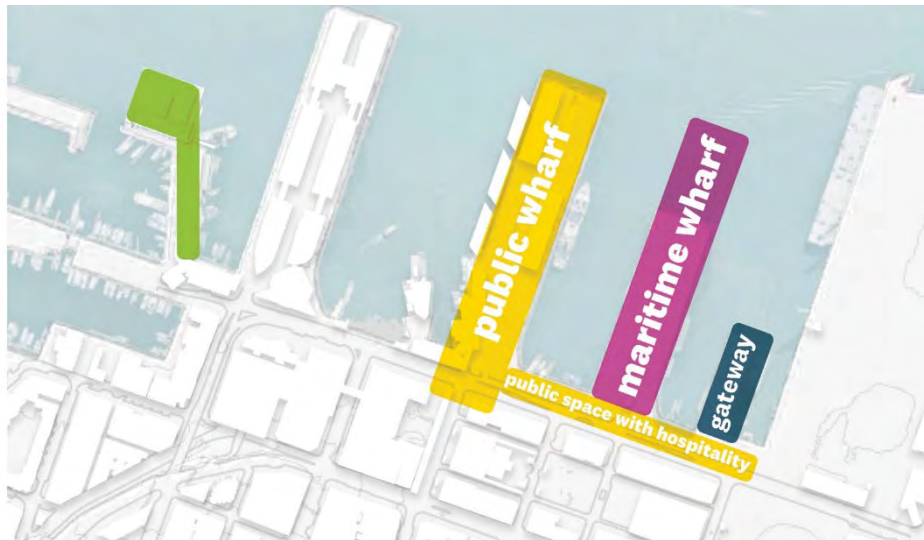 public wharf
maritime wharf
gateway
public space with hospitality